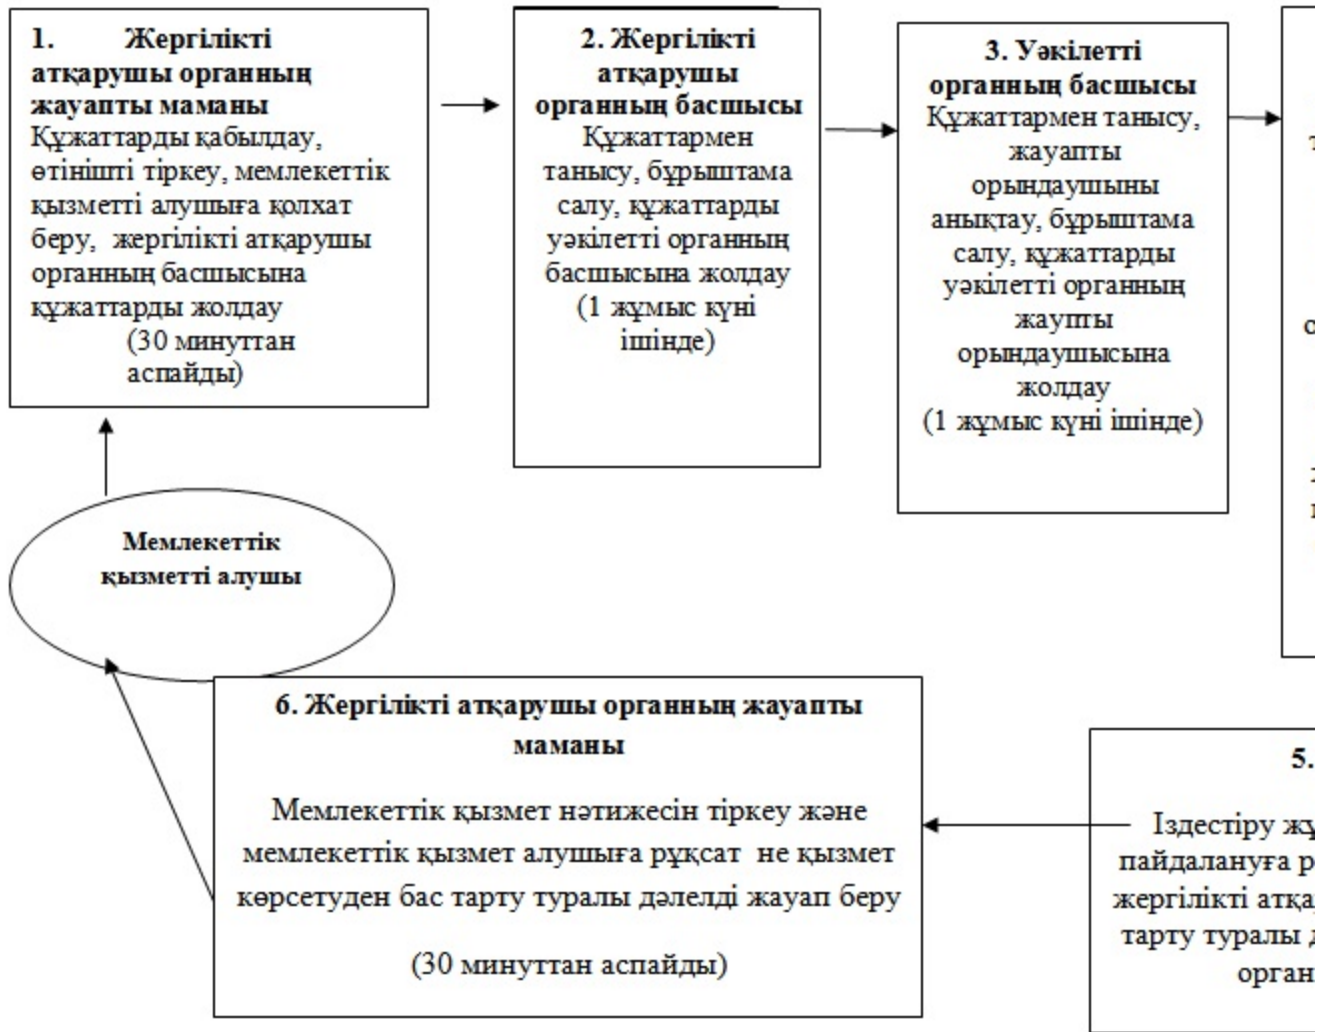 1. Жергілікті
атқарушы органның
жауапты маманы
Құжаттарды қабылдау,
өтінішті тіркеу, мемлекеттік
қызметті алушыға қолхат
беру, жергілікті атқарушы
органның басшысына
құжаттарды жолдау
(30 минуттан
аспайды)
2. Жергілікті
атқарушы
органның басшысы
Құжаттармен
танысу, бұрыштама
салу, құжаттарды
уәкілетті органның
басшысына жолдау
(1 жұмыс күні
ішінде)
3. Уәкілетті
органның басшысы
Құжаттармен танысу,
жауапты
орындаушыны
анықтау, бұрыштама
салу, құжаттарды
уәкілетті органның
жаупты
орындаушысына
жолдау
(1 жұмыс күні ішінде)
Мемлекеттік
қызметті алушы
6. Жергілікті атқарушы органның жауапты
маманы
Мемлекеттік қызмет нәтижесін тіркеу және
мемлекеттік қызмет алушыға рұқсат не қызмет
көрсетуден бас тарту туралы дәлелді жауап беру
(30 минуттан аспайды)
5.
Іздестіру
пайдалануға
жергілікті
тарту туралы
орган